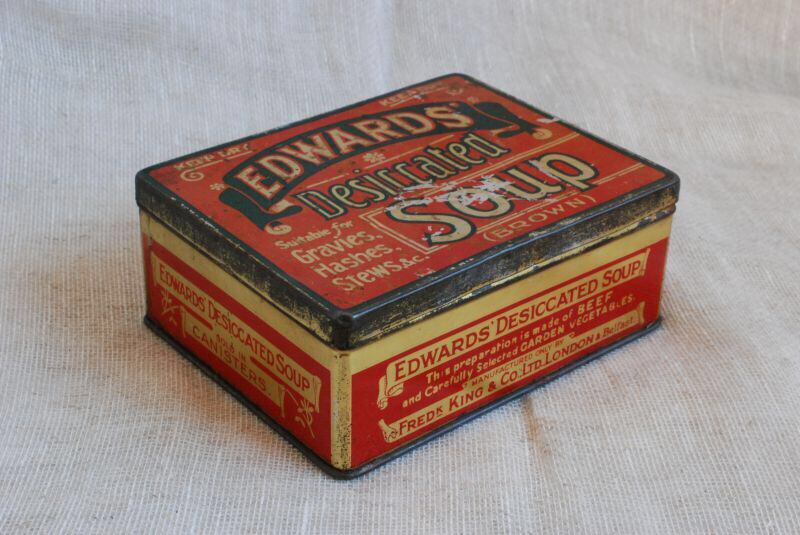 KEEP DRY
EDWARDS'
Desiccated
Soup
(BROWN)
Suitable for
Gravies,
Hashes,
Stews &c.
EDWARDS' DESICCATED SOUP
SOLD IN
CANISTERS.
EDWARDS' DESICCATED SOUP
This preparation is made of BEEF
and Carefully Selected GARDEN VEGETABLES.
MANUFACTURED ONLY BY
FREDK KING & CO. LTD. LONDON & Belfast.